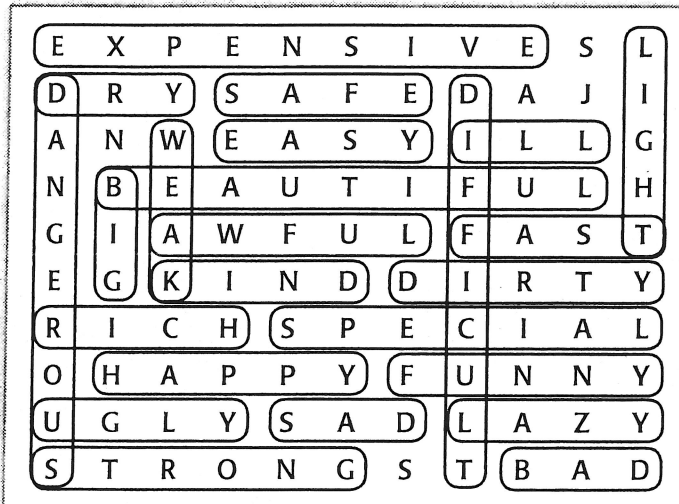 E X P E N S I V E S L
D R Y S A F E D A J I
A N W E A S Y I L L G
N B E A U T I F U L H
G I A W F U L F A S T
E G K I N D D I R T Y
R I C H S P E C I A L
O H A P P Y F U N N Y
U G L Y S A D L A Z Y
S T R O N G S T B A D